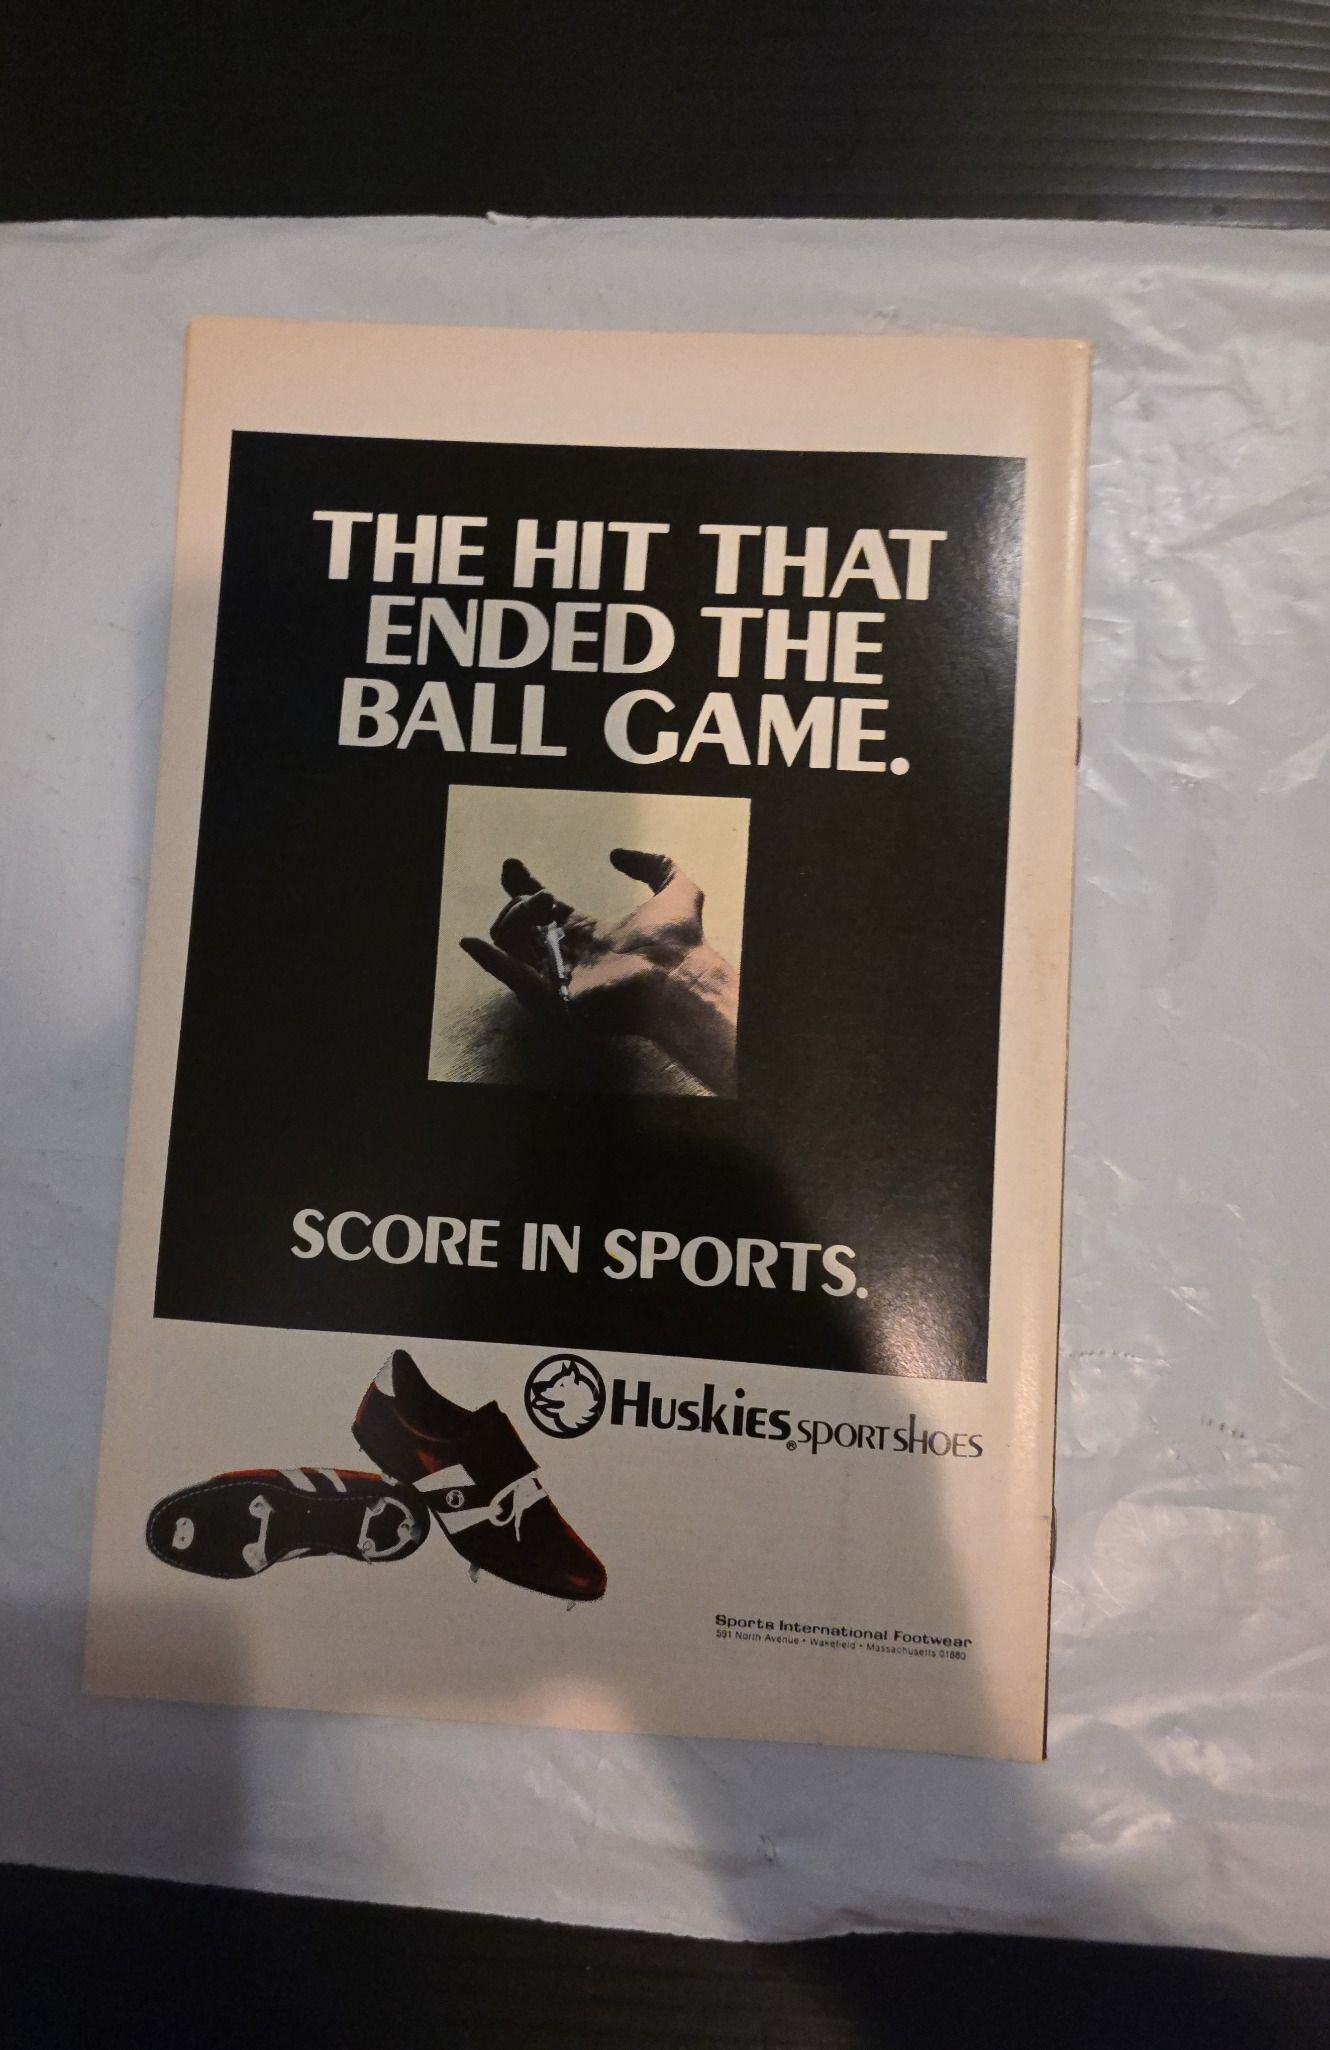 THE HIT THAT
ENDED THE
BALL GAME.
SCORE IN SPORTS.
HUSKIES® SPORT SHOES
Sports International Footwear
591 North Avenue • Wakefield • Massachusetts 01880